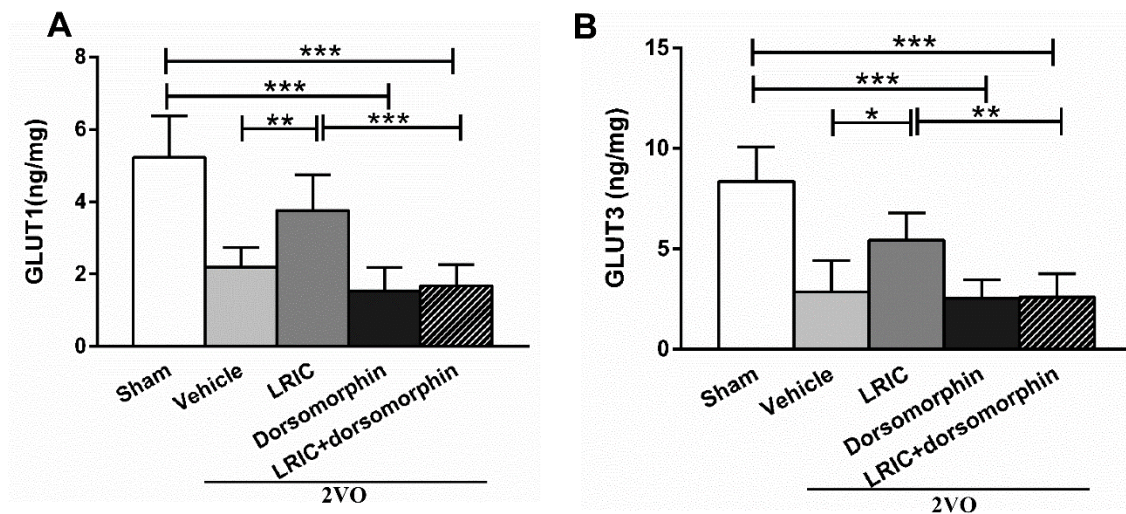 A
GLUT1(ng/mg)
8
6
4
2
0
***
***
**
***
Sham
Vehicle
LRIC
Dorsomorphin
LRIC+dorsomorphin
2VO
B
GLUT3 (ng/mg)
15
10
5
0
***
***
*
**
Sham
Vehicle
LRIC
Dorsomorphin
LRIC+dorsomorphin
2VO